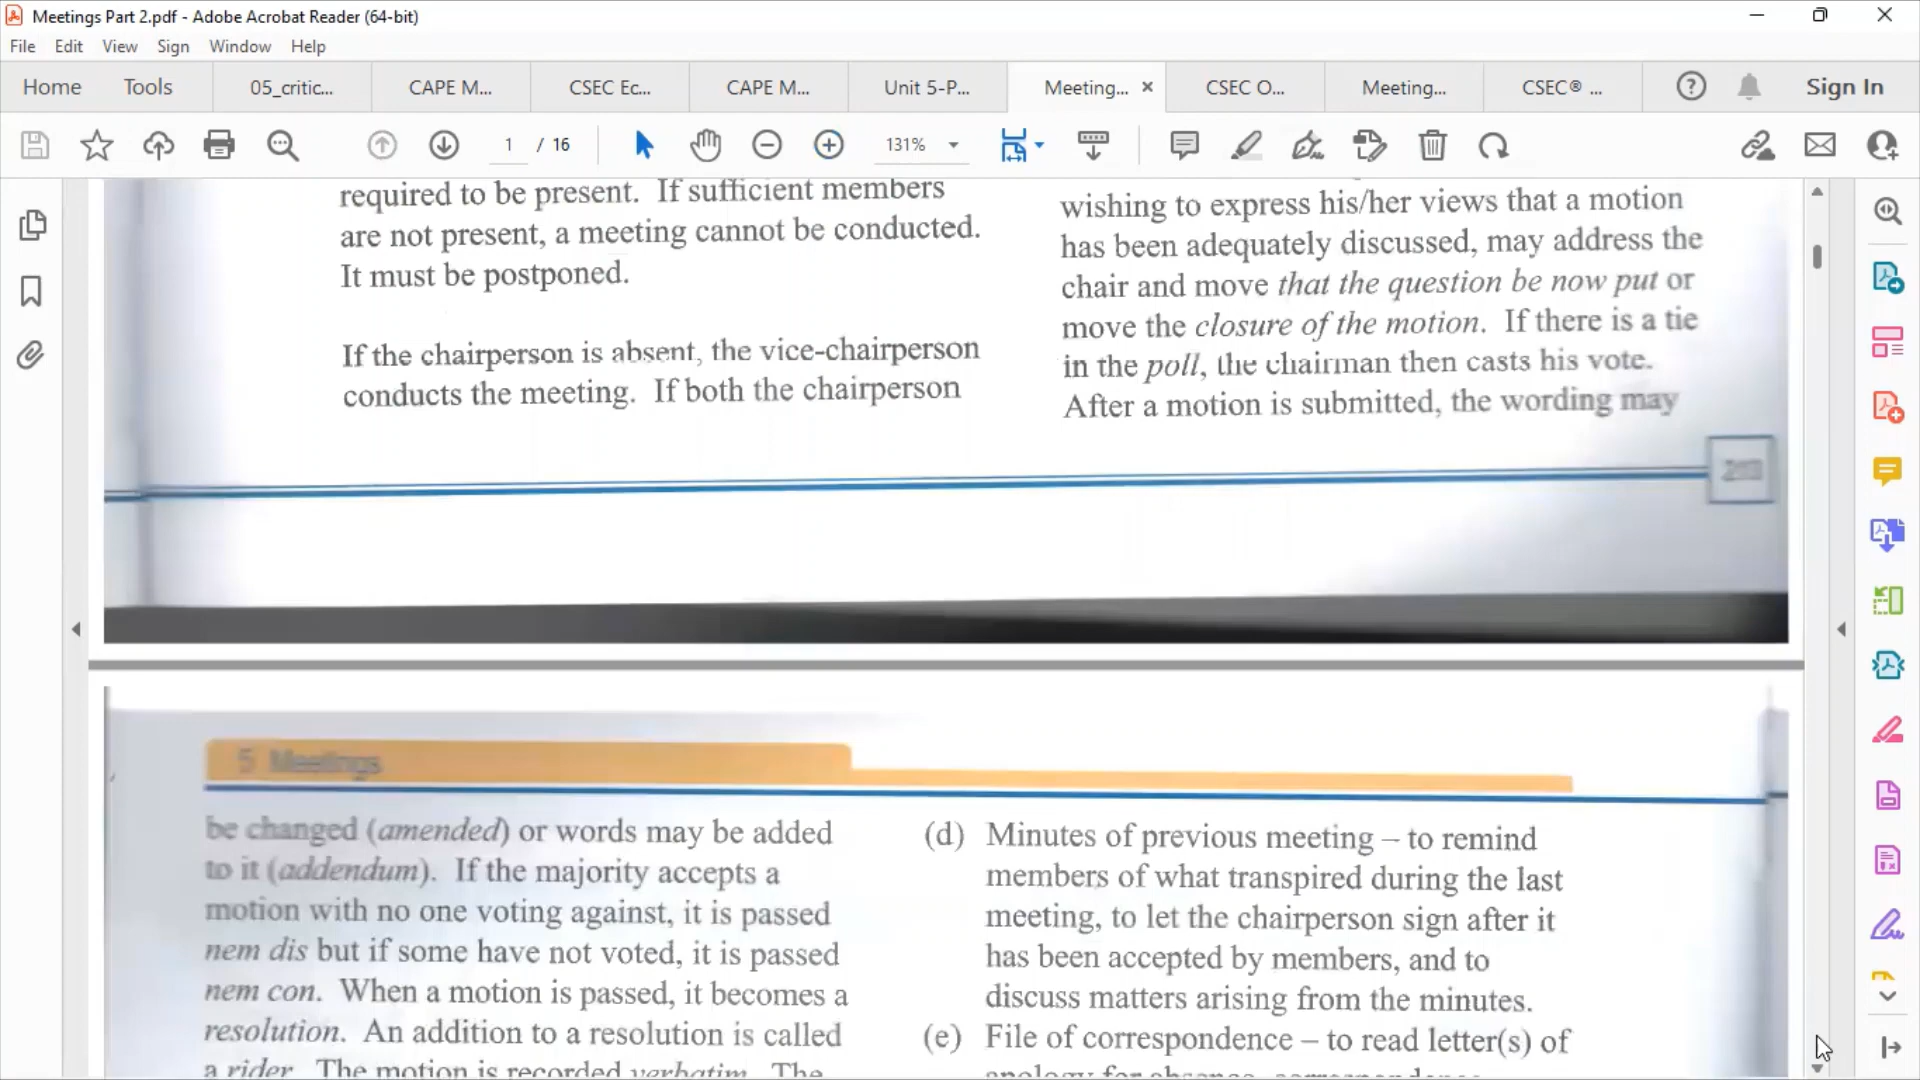 Meetings Part 2.pdf - Adobe Acrobat Reader (64-bit)
File Edit View Sign Window Help
Home Tools 05_critic... CAPE M... CSEC Ec... CAPE M... Unit 5-P... Meeting... CSEC O... Meeting... CSEC® ... Sign In
1 / 16 131%
required to be present. If sufficient members
are not present, a meeting cannot be conducted.
It must be postponed.
If the chairperson is absent, the vice-chairperson
conducts the meeting. If both the chairperson
wishing to express his/her views that a motion
has been adequately discussed, may address the
chair and move that the question be now put or
move the closure of the motion. If there is a tie
in the poll, the chairman then casts his vote.
After a motion is submitted, the wording may
5 Meetings
be changed (amended) or words may be added
to it (addendum). If the majority accepts a
motion with no one voting against, it is passed
nem dis but if some have not voted, it is passed
nem con. When a motion is passed, it becomes a
resolution. An addition to a resolution is called
a rider. The motion is recorded verbatim. The
(d) Minutes of previous meeting – to remind
members of what transpired during the last
meeting, to let the chairperson sign after it
has been accepted by members, and to
discuss matters arising from the minutes.
(e) File of correspondence – to read letter(s) of
apology for absence, correspondence